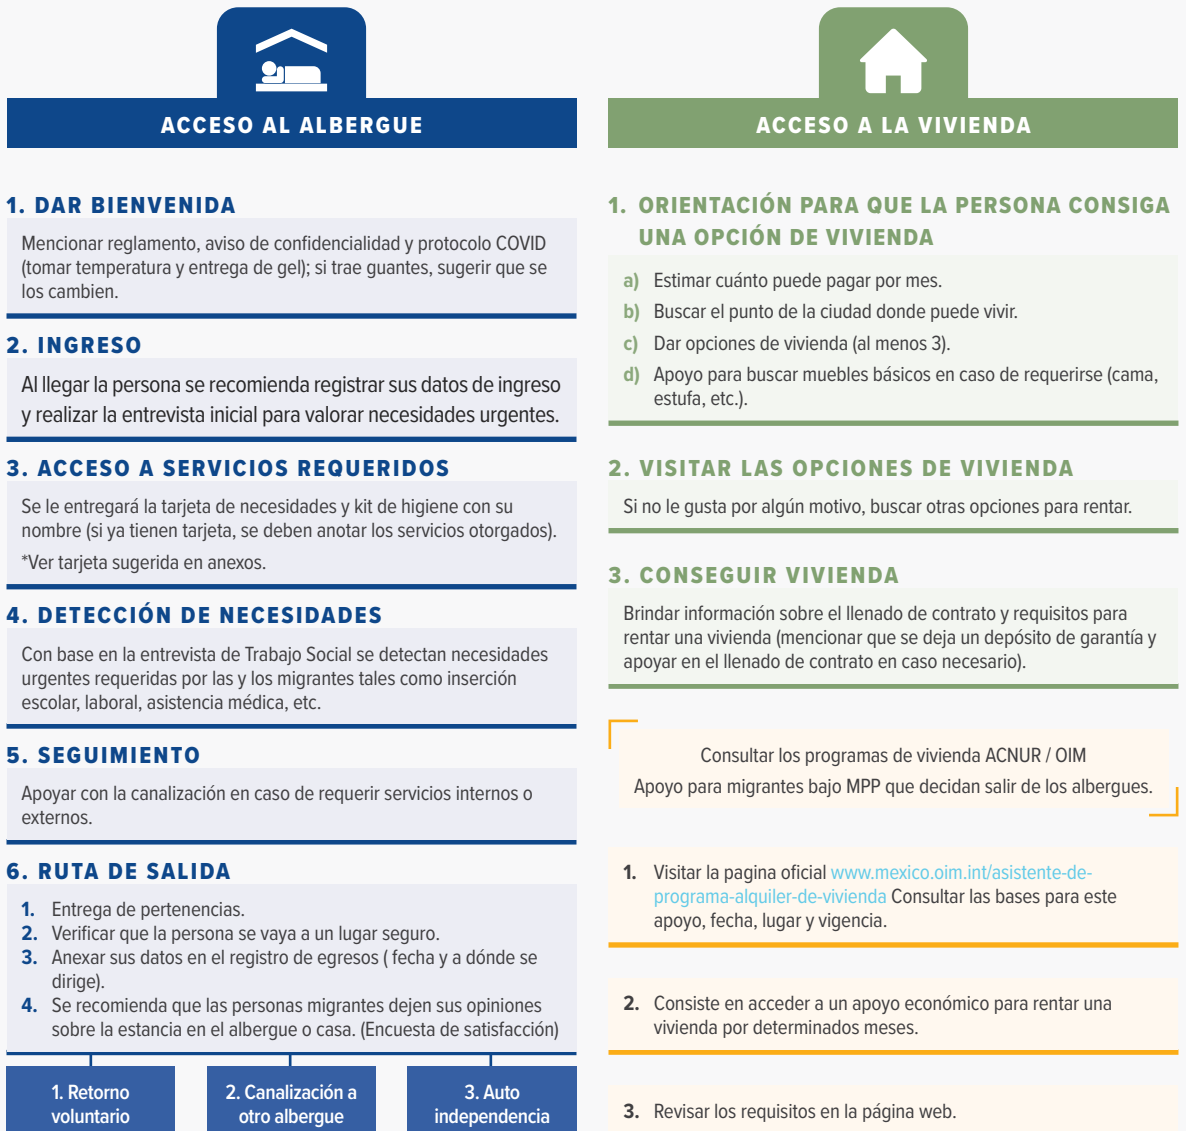 ACCESO AL ALBERGUE
1. DAR BIENVENIDA
Mencionar reglamento, aviso de confidencialidad y protocolo COVID
(tomar temperatura y entrega de gel); si trae guantes, sugerir que se
los cambien.
2. INGRESO
Al llegar la persona se recomienda registrar sus datos de ingreso
y realizar la entrevista inicial para valorar necesidades urgentes.
3. ACCESO A SERVICIOS REQUERIDOS
Se le entregará la tarjeta de necesidades y kit de higiene con su
nombre (si ya tienen tarjeta, se deben anotar los servicios otorgados).
*Ver tarjeta sugerida en anexos.
4. DETECCIÓN DE NECESIDADES
Con base en la entrevista de Trabajo Social se detectan necesidades
urgentes requeridas por las y los migrantes tales como inserción
escolar, laboral, asistencia médica, etc.
5. SEGUIMIENTO
Apoyar con la canalización en caso de requerir servicios internos o
externos.
6. RUTA DE SALIDA
1. Entrega de pertenencias.
2. Verificar que la persona se vaya a un lugar seguro.
3. Anexar sus datos en el registro de egresos ( fecha y a dónde se
dirige).
4. Se recomienda que las personas migrantes dejen sus opiniones
sobre la estancia en el albergue o casa. (Encuesta de satisfacción)
1. Retorno
voluntario
2. Canalización a
otro albergue
3. Auto
independencia
ACCESO A LA VIVIENDA
1. ORIENTACIÓN PARA QUE LA PERSONA CONSIGA
UNA OPCIÓN DE VIVIENDA
a) Estimar cuánto puede pagar por mes.
b) Buscar el punto de la ciudad donde puede vivir.
c) Dar opciones de vivienda (al menos 3).
d) Apoyo para buscar muebles básicos en caso de requerirse (cama,
estufa, etc.).
2. VISITAR LAS OPCIONES DE VIVIENDA
Si no le gusta por algún motivo, buscar otras opciones para rentar.
3. CONSEGUIR VIVIENDA
Brindar información sobre el llenado de contrato y requisitos para
rentar una vivienda (mencionar que se deja un depósito de garantía y
apoyar en el llenado de contrato en caso necesario).
Consultar los programas de vivienda ACNUR / OIM
Apoyo para migrantes bajo MPP que decidan salir de los albergues.
1. Visitar la pagina oficial www.mexico.oim.int/asistente-de-
programa-alquiler-de-vivienda Consultar las bases para este
apoyo, fecha, lugar y vigencia.
2. Consiste en acceder a un apoyo económico para rentar una
vivienda por determinados meses.
3. Revisar los requisitos en la página web.